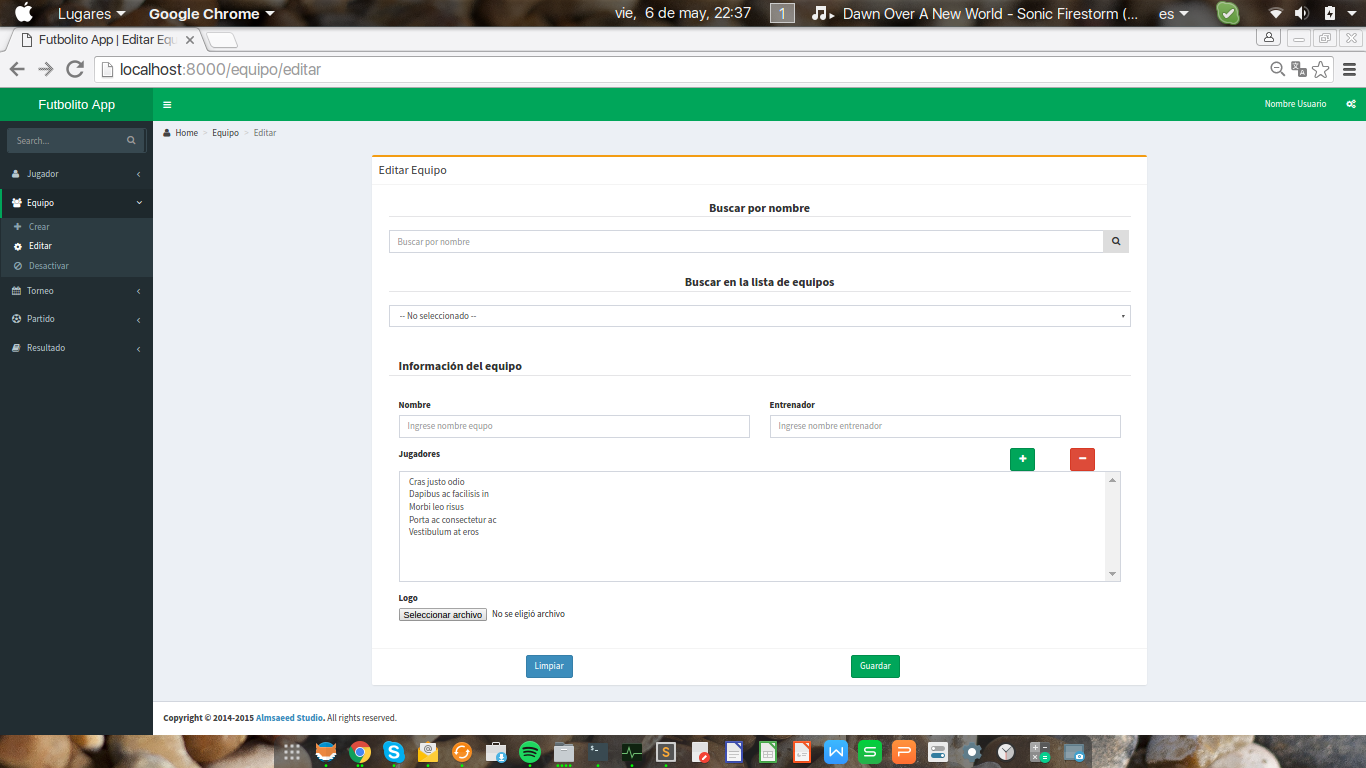 Lugares
Google Chrome
vie, 6 de may, 22:37
1
Dawn Over A New World - Sonic Firestorm (...
es
Futbolito App | Editar Equ
localhost:8000/equipo/editar
Futbolito App
Nombre Usuario
Search...
Home > Equipo > Editar
Jugador
Equipo
Crear
Editar
Desactivar
Torneo
Partido
Resultado
Editar Equipo
Buscar por nombre
Buscar por nombre
Buscar en la lista de equipos
-- No seleccionado --
Información del equipo
Nombre
Entrenador
Ingrese nombre equpo
Ingrese nombre entrenador
Jugadores
Cras justo odio
Dapibus ac facilisis in
Morbi leo risus
Porta ac consectetur ac
Vestibulum at eros
Logo
Seleccionar archivo No se eligió archivo
Limpiar
Guardar
Copyright © 2014-2015 Almsaeed Studio. All rights reserved.